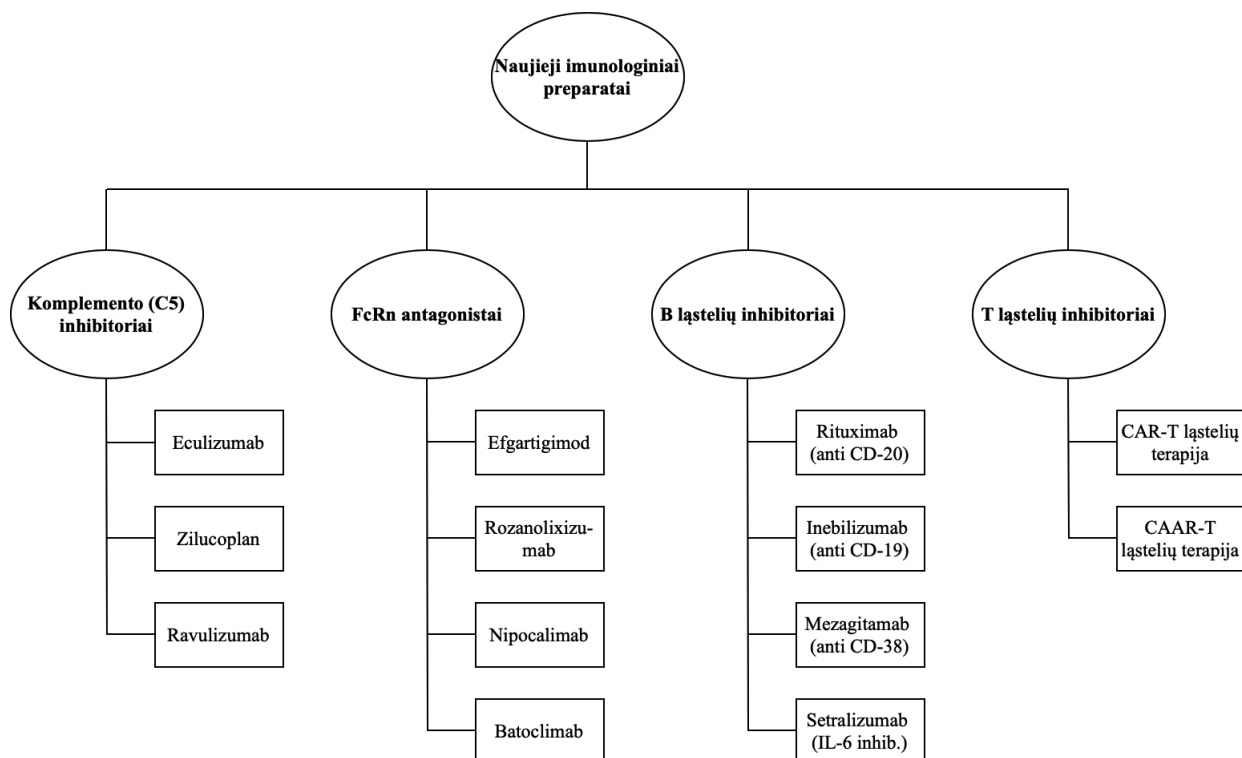 Naujieji imunologiniai
preparatai
Komplemento (C5)
inhibitoriai
FcRn antagonistai
B ląstelių inhibitoriai
T ląstelių inhibitoriai
Eculizumab
Zilucoplan
Ravulizumab
Efgartigimod
Rozanolixizu-
mab
Nipocalimab
Batoclimab
Rituximab
(anti CD-20)
Inebilizumab
(anti CD-19)
Mezagitamab
(anti CD-38)
Setralizumab
(IL-6 inhib.)
CAR-T ląstelių
terapija
CAAR-T
ląstelių terapija